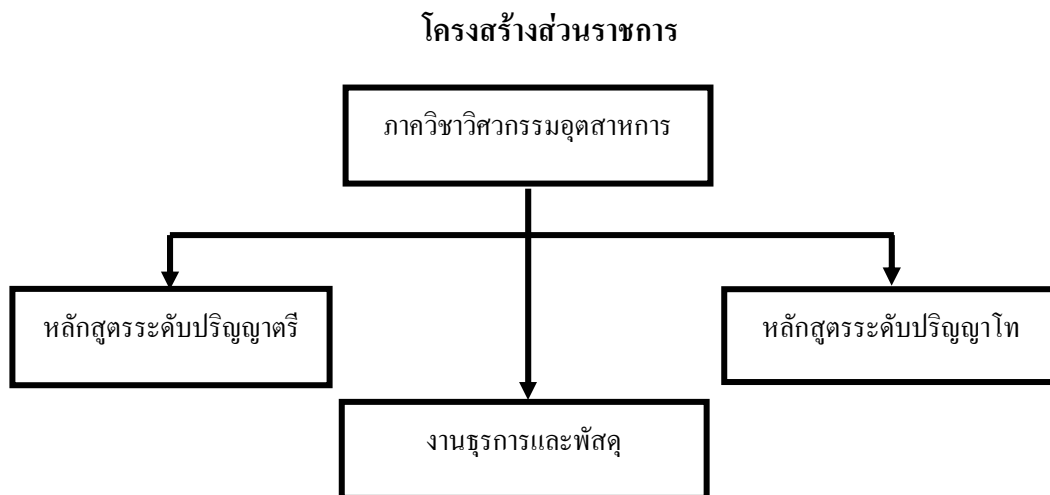 โครงสร้างส่วนราชการ
ภาควิชาวิศวกรรมอุตสาหการ
หลักสูตรระดับปริญญาตรี
หลักสูตรระดับปริญญาโท
งานธุรการและพัสดุ